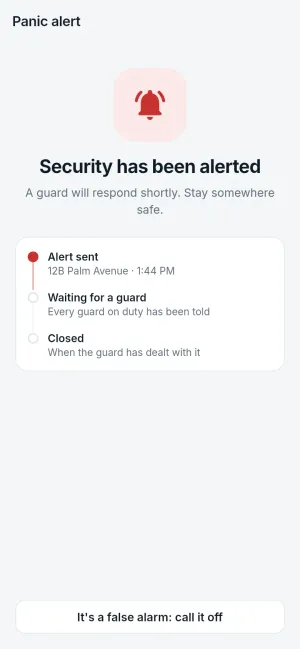 Panic alert
Security has been alerted
A guard will respond shortly. Stay somewhere
safe.
Alert sent
12B Palm Avenue · 1:44 PM
Waiting for a guard
Every guard on duty has been told
Closed
When the guard has dealt with it
It's a false alarm: call it off